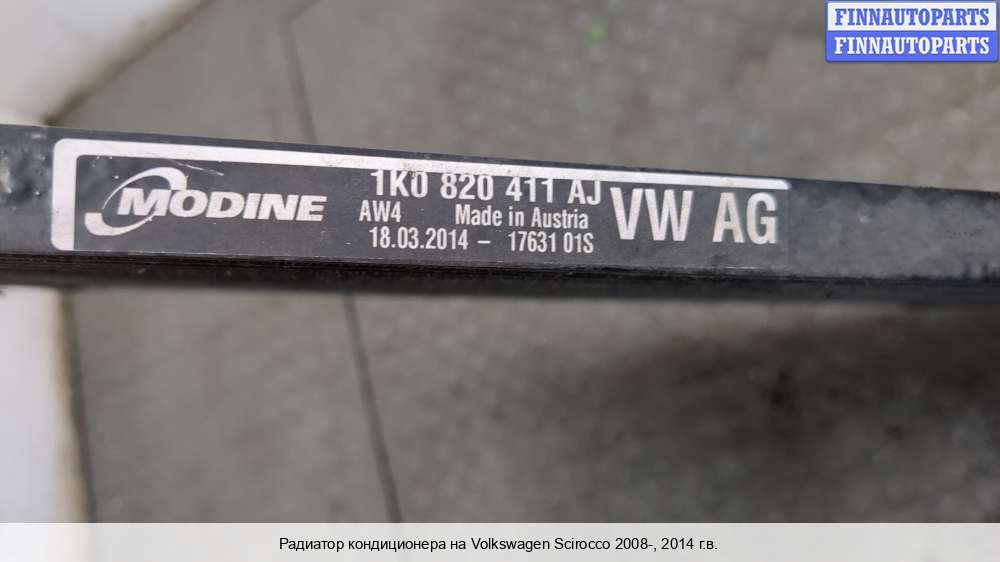 FINNAUTOPARTS
FINNAUTOPARTS
MODINE
1K0 820 411 AJ
AW4 Made in Austria
18.03.2014 – 17631 01S
VW AG
Радиатор кондиционера на Volkswagen Scirocco 2008-, 2014 г.в.